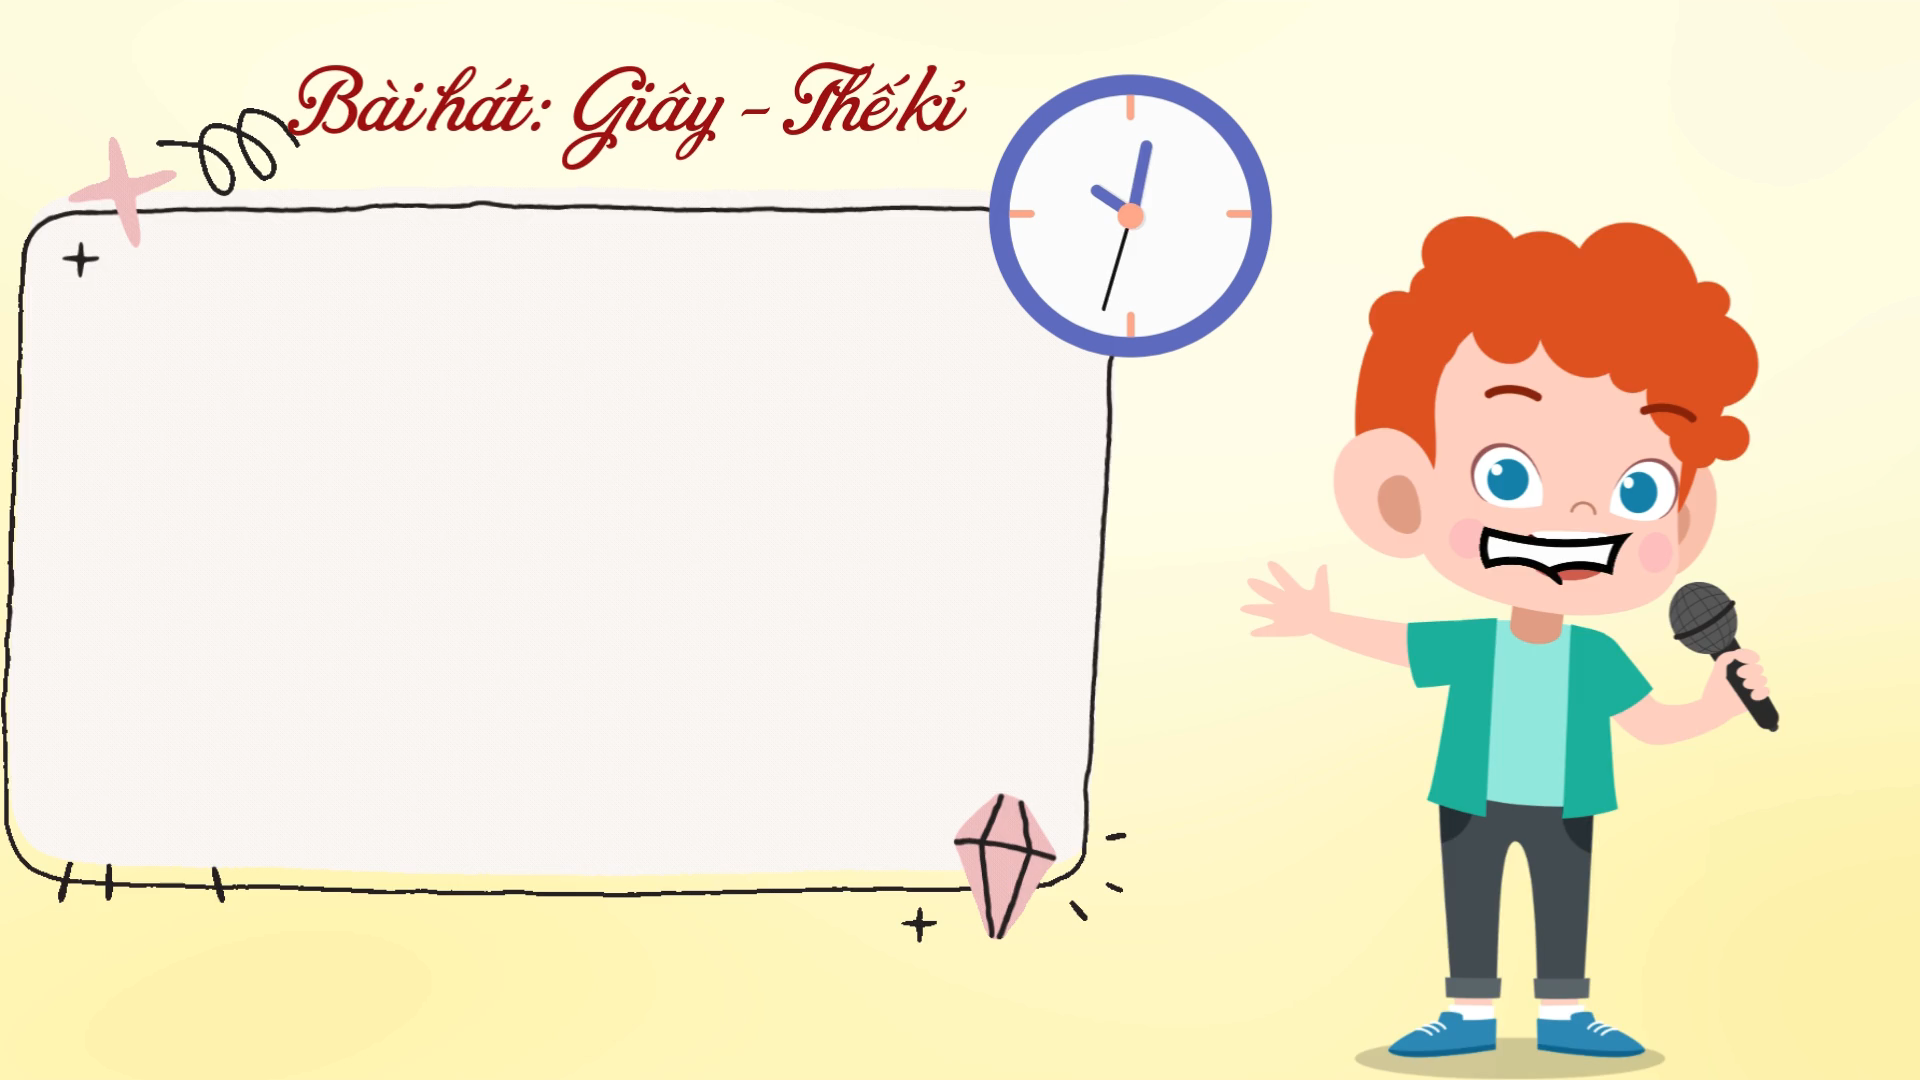 Bài hát: Giây - Thế kỉ